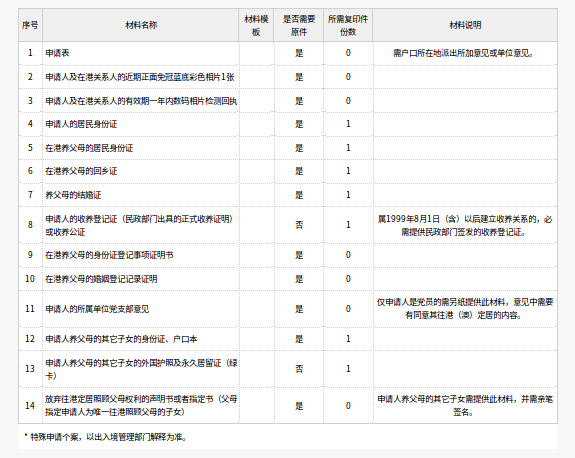 序号 材料名称 材料模板 是否需要原件 所需复印件份数 材料说明
1 申请表 是 0 需户口所在地派出所加意见或单位意见。
2 申请人及在港关系人的近期正面免冠蓝底彩色相片1张 是 0
3 申请人及在港关系人的有效期一年内数码相片检测回执 是 0
4 申请人的居民身份证 是 1
5 在港养父母的居民身份证 是 1
6 在港养父母的回乡证 是 1
7 养父母的结婚证 是 1
8 申请人的收养登记证（民政部门出具的正式收养证明）或收养公证 否 1 属1999年8月1日（含）以后建立收养关系的，必需提供民政部门签发的收养登记证。
9 在港养父母的身份证登记事项证明书 是 0
10 在港养父母的婚姻登记记录证明 是 0
11 申请人的所属单位党支部意见 是 0 仅申请人是党员的需另纸提供此材料，意见中需要有同意其往港（澳）定居的内容。
12 申请人养父母的其它子女的身份证、户口本 是 1
13 申请人养父母的其它子女的外国护照及永久居留证（绿卡） 否 1
14 放弃往港定居照顾父母权利的声明书或者指定书（父母指定申请人为唯一往港照顾父母的子女） 是 0 申请人养父母的其它子女需提供此材料，并需亲笔签名。
* 特殊申请个案，以出入境管理部门解释为准。